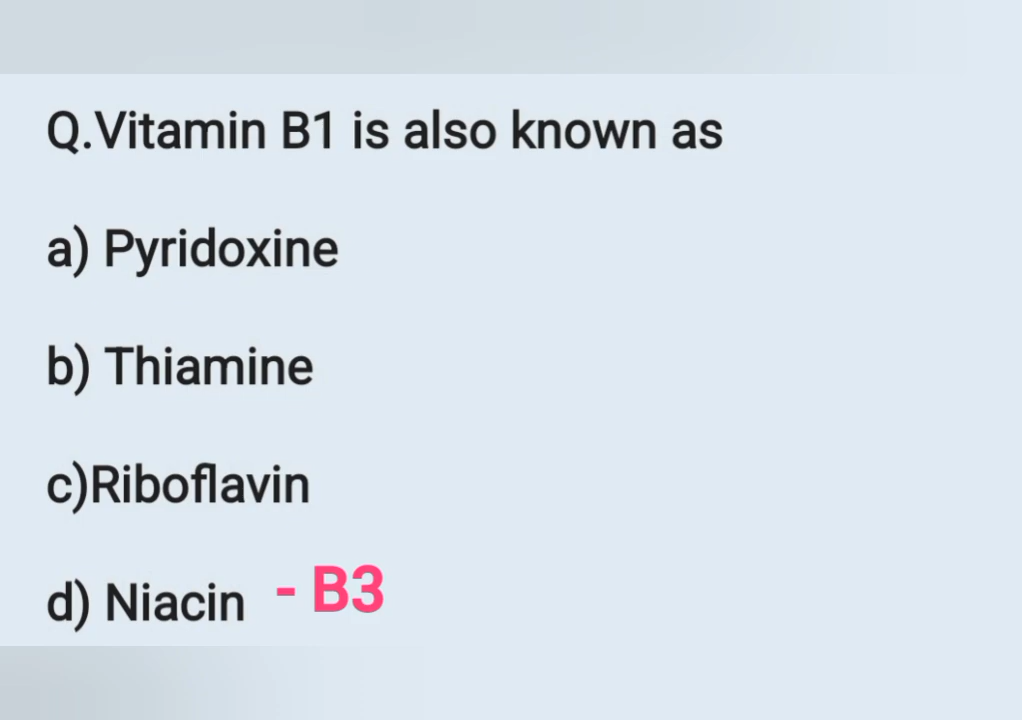 Q.Vitamin B1 is also known as
a) Pyridoxine
b) Thiamine
c)Riboflavin
d) Niacin - B3